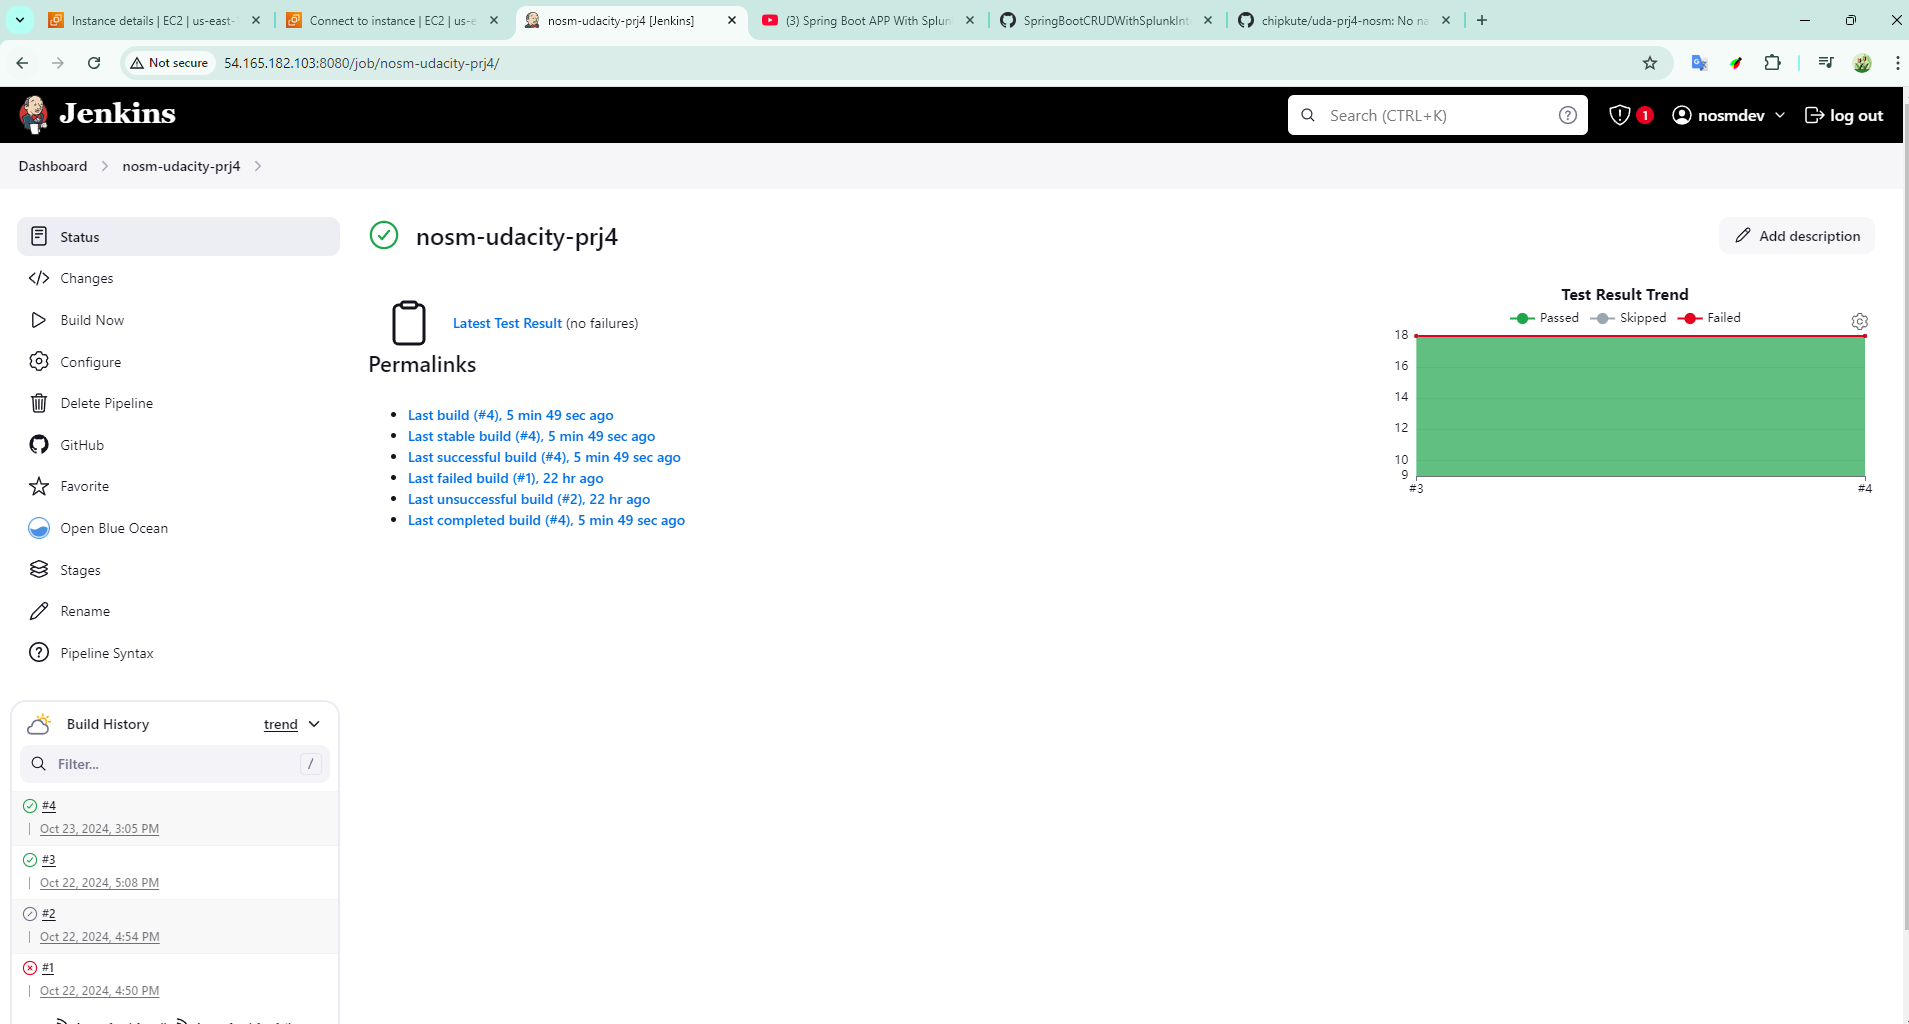 Instance details | EC2 | us-east-
Connect to instance | EC2 | us-e
nosm-udacity-prj4 [Jenkins]
(3) Spring Boot APP With Splun
SpringBootCRUDWithSplunkInt
chipkute/uda-prj4-nosm: No na
Not secure
54.165.182.103:8080/job/nosm-udacity-prj4/
Jenkins
Search (CTRL+K)
1
nosmdev
log out
Dashboard
nosm-udacity-prj4
Status
Changes
Build Now
Configure
Delete Pipeline
GitHub
Favorite
Open Blue Ocean
Stages
Rename
Pipeline Syntax
nosm-udacity-prj4
Add description
Latest Test Result (no failures)
Permalinks
Last build (#4), 5 min 49 sec ago
Last stable build (#4), 5 min 49 sec ago
Last successful build (#4), 5 min 49 sec ago
Last failed build (#1), 22 hr ago
Last unsuccessful build (#2), 22 hr ago
Last completed build (#4), 5 min 49 sec ago
Test Result Trend
Passed Skipped Failed
18
16
14
12
10
9
#3 #4
Build History trend
Filter... /
#4
Oct 23, 2024, 3:05 PM
#3
Oct 22, 2024, 5:08 PM
#2
Oct 22, 2024, 4:54 PM
#1
Oct 22, 2024, 4:50 PM